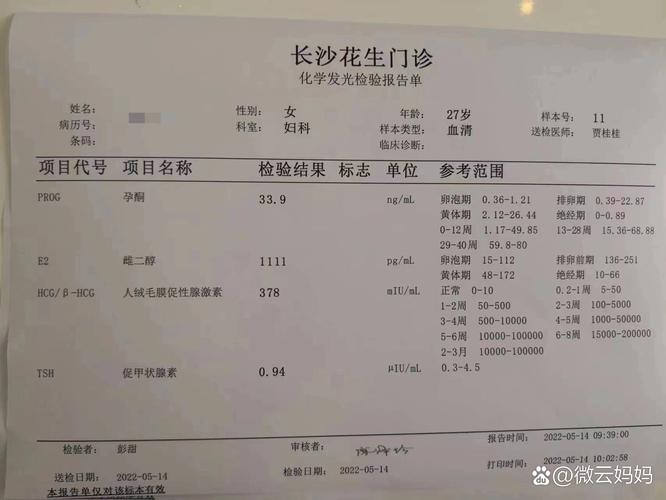 长沙花生门诊
化学发光检验报告单
姓名: 性别: 女 年龄: 27岁 样本号: 11
病历号: 科室: 妇科 样本类型: 血清 送检医师: 贾桂桂
条码: 临床诊断:
项目代号 项目名称 检验结果 标志 单位 参考范围
PROG 孕酮 33.9 ng/mL 卵泡期 0.36-1.21 排卵期 0.39-22.87
黄体期 2.12-26.44 绝经期 0-0.89
0-12周 1.17-49.85 13-28周 15.36-68.88
29-40周 59.8-80
E2 雌二醇 1111 pg/mL 卵泡期 15-112 排卵前期 136-251
黄体期 48-172 绝经期 10-66
HCG/β-HCG 人绒毛膜促性腺激素 378 mIU/mL 正常 0-10 0.2-1周 5-50
1-2周 50-500 2-3周 100-5000
3-4周 500-10000 4-5周 1000-50000
5-6周 10000-100000 6-8周 15000-200000
2-3月 10000-100000
TSH 促甲状腺素 0.94 μIU/mL 0.3-4.5
检验者: 彭甜 审核者: 报告时间: 2022-05-14 09:39:00
送检日期: 2022-05-14 检验日期: 2022-05-14 打印时间: 2022-05-14 10:02:58
本报告单仅对该标本有效
微云妈妈